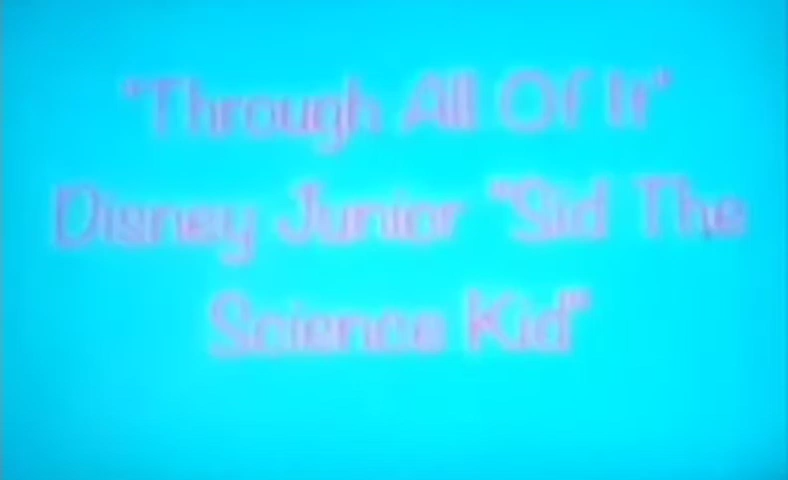 "Through All Of It"
Disney Junior "Sid The
Science Kid"